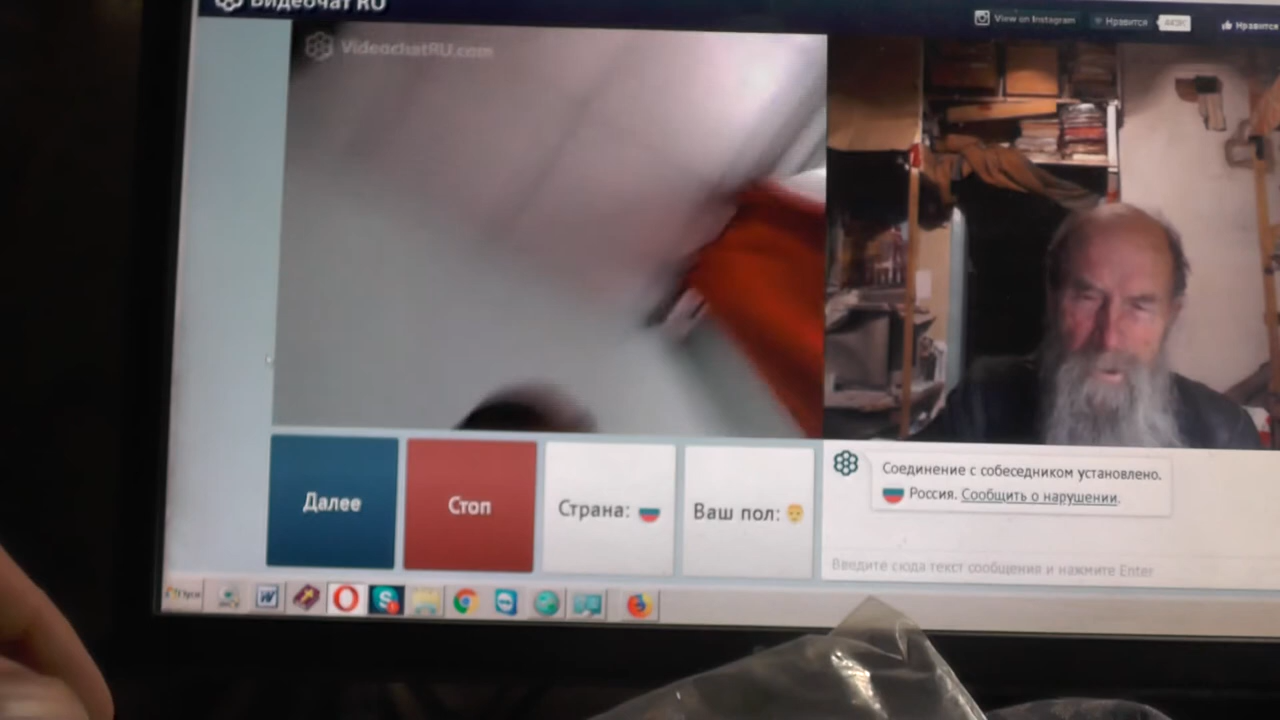 Видеочат RU
View on Instagram
Нравится
Нравится
VideochatRU.com
Далее
Стоп
Страна:
Ваш пол:
Соединение с собеседником установлено.
Россия. Сообщить о нарушении.
Введите сюда текст сообщения и нажмите Enter